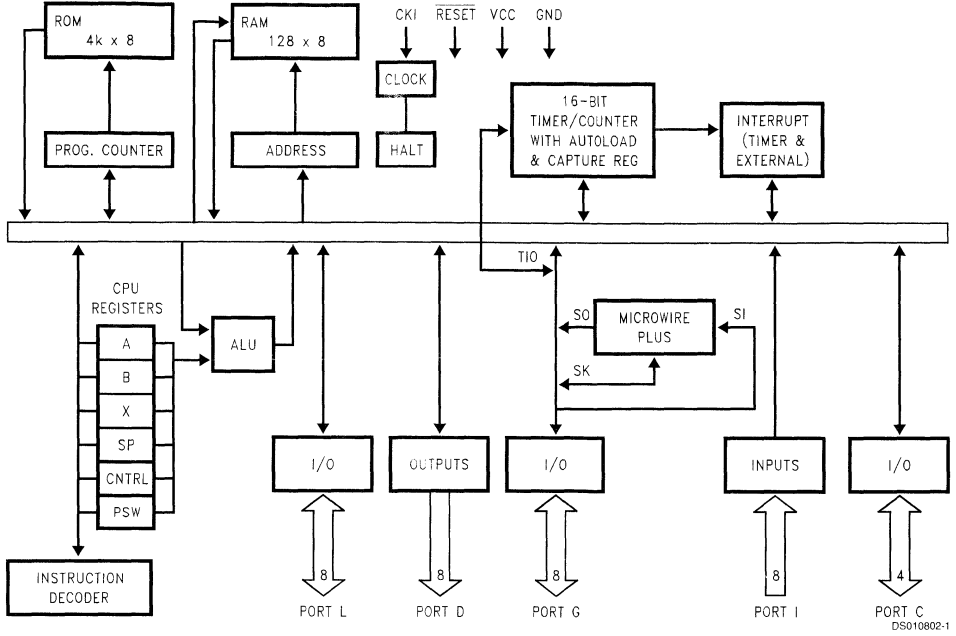 ROM
4k x 8
RAM
128 x 8
CKI
RESET
VCC
GND
CLOCK
HALT
PROG. COUNTER
ADDRESS
16-BIT
TIMER/COUNTER
WITH AUTOLOAD
& CAPTURE REG
INTERRUPT
(TIMER &
EXTERNAL)
TIO
CPU
REGISTERS
A
B
X
SP
CNTRL
PSW
ALU
SO
MICROWIRE
PLUS
SI
SK
I/O
OUTPUTS
I/O
INPUTS
I/O
INSTRUCTION
DECODER
8
8
8
8
4
PORT L
PORT D
PORT G
PORT I
PORT C
DS010802-1